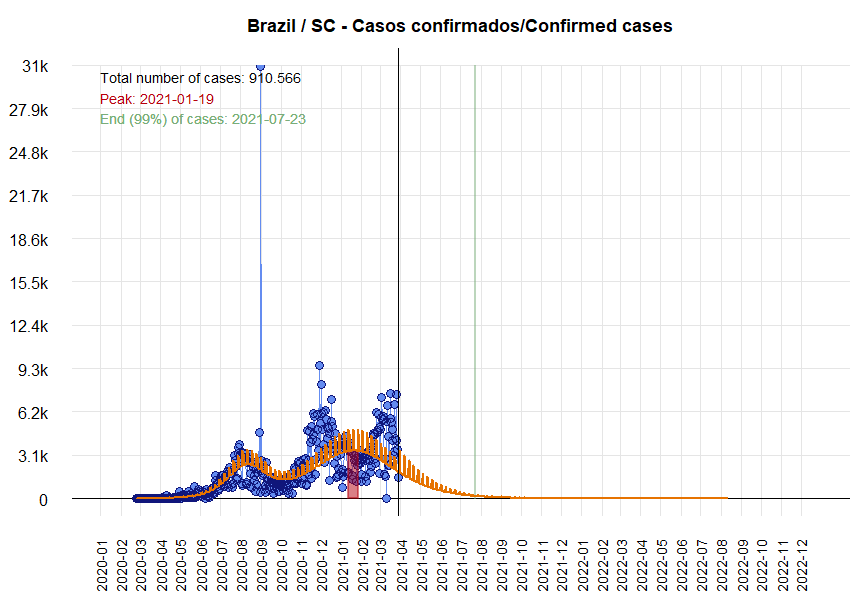 Brazil / SC - Casos confirmados/Confirmed cases
31k
27.9k
24.8k
21.7k
18.6k
15.5k
12.4k
9.3k
6.2k
3.1k
0
Total number of cases: 910.566
Peak: 2021-01-19
End (99%) of cases: 2021-07-23
2020-01
2020-02
2020-03
2020-04
2020-05
2020-06
2020-07
2020-08
2020-09
2020-10
2020-11
2020-12
2021-01
2021-02
2021-03
2021-04
2021-05
2021-06
2021-07
2021-08
2021-09
2021-10
2021-11
2021-12
2022-01
2022-02
2022-03
2022-04
2022-05
2022-06
2022-07
2022-08
2022-09
2022-10
2022-11
2022-12